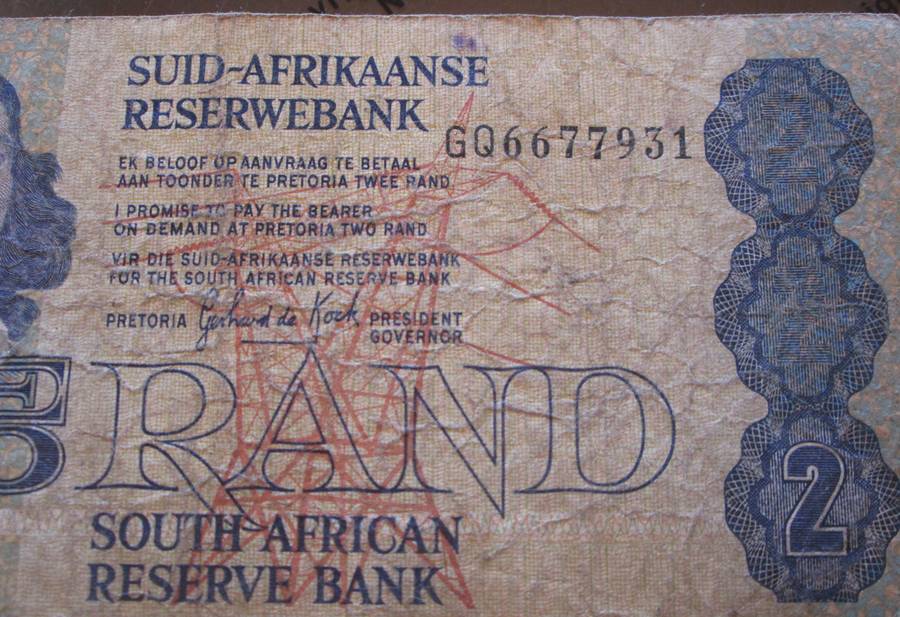 SUID-AFRIKAANSE
RESERWEBANK
GQ6677931
EK BELOOF OP AANVRAAG TE BETAAL
AAN TOONDER TE PRETORIA TWEE RAND
I PROMISE TO PAY THE BEARER
ON DEMAND AT PRETORIA TWO RAND
VIR DIE SUID-AFRIKAANSE RESERWEBANK
FOR THE SOUTH AFRICAN RESERVE BANK
PRETORIA Gerhard de Kock PRESIDENT
GOVERNOR
RAND
2
SOUTH AFRICAN
RESERVE BANK